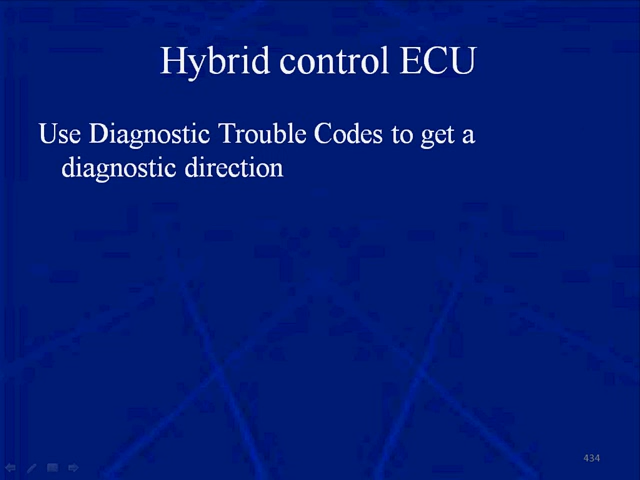 Hybrid control ECU
Use Diagnostic Trouble Codes to get a
diagnostic direction
434